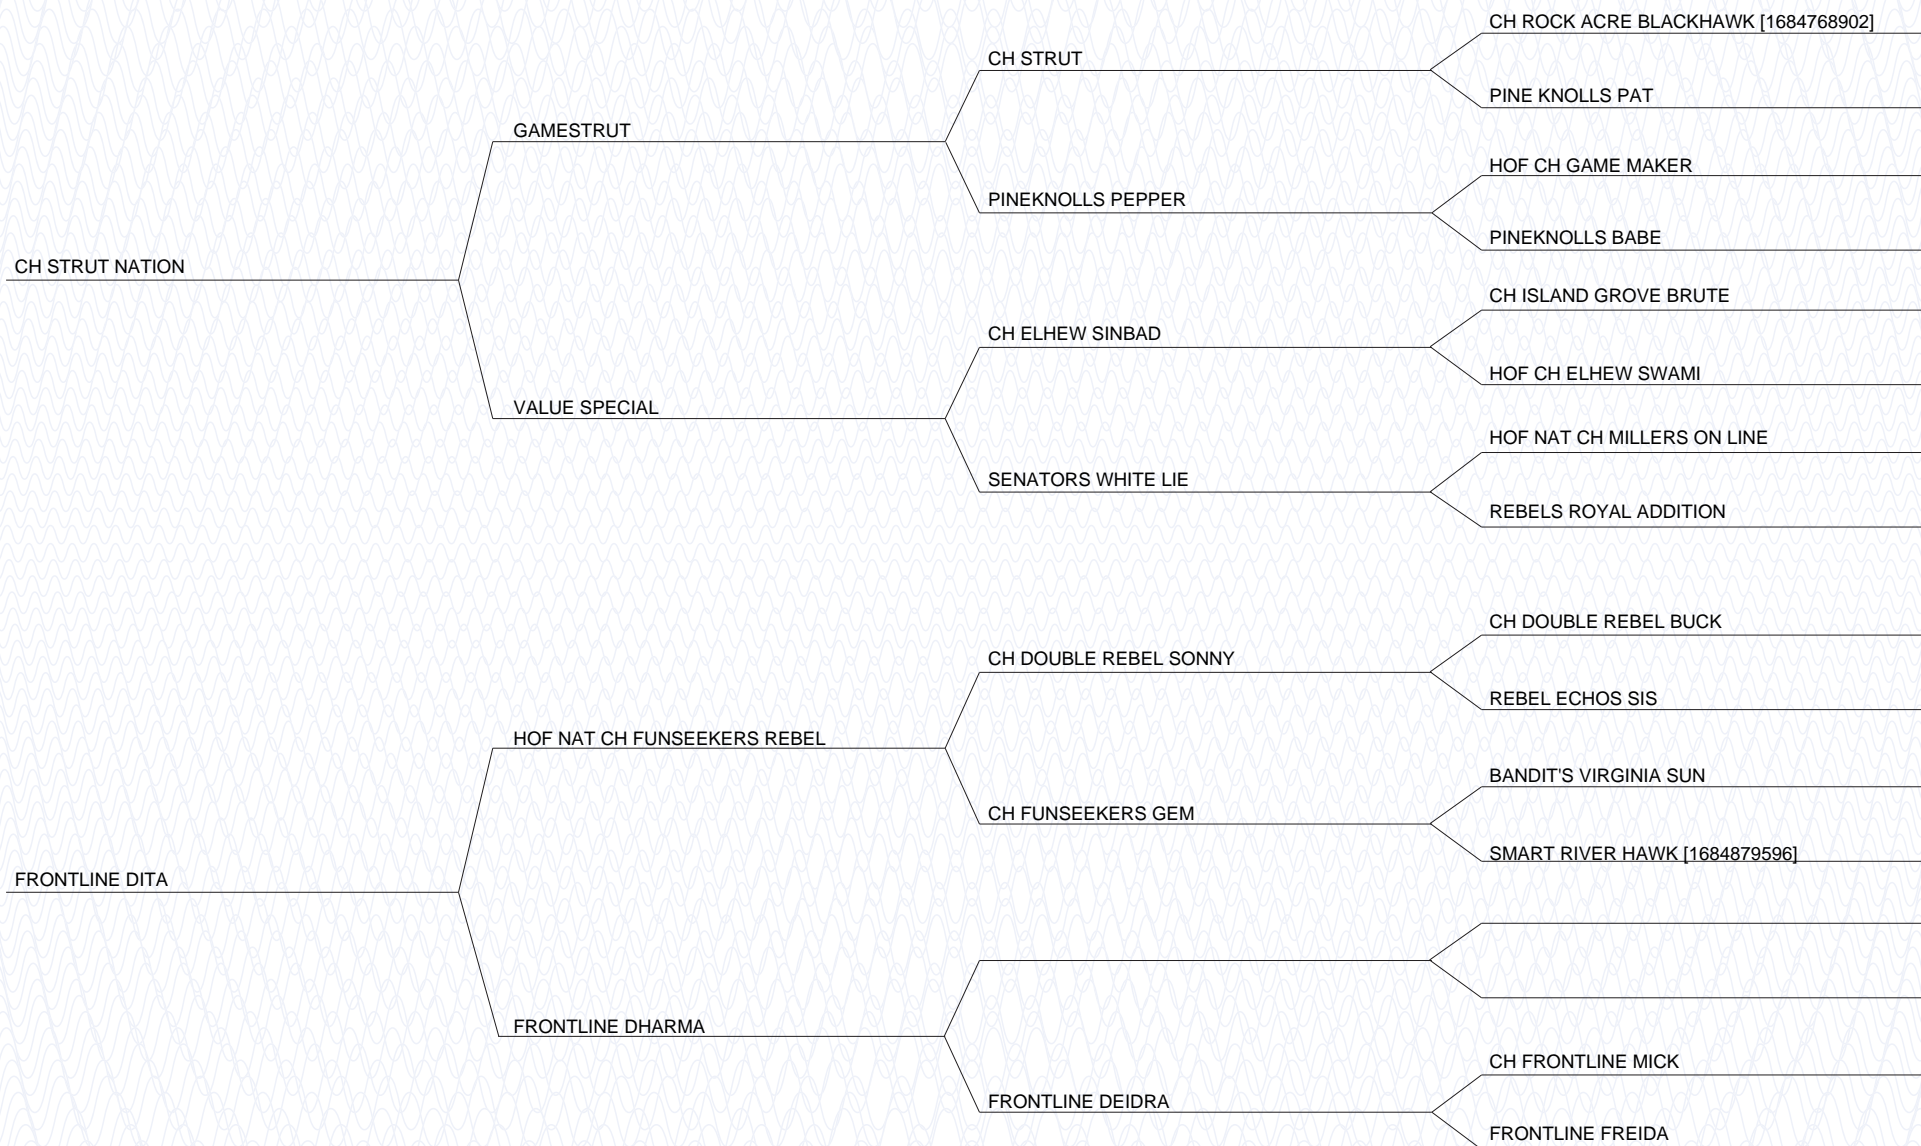 CH ROCK ACRE BLACKHAWK [1684768902]
CH STRUT
PINE KNOLLS PAT
GAMESTRUT
HOF CH GAME MAKER
PINEKNOLLS PEPPER
PINEKNOLLS BABE
CH STRUT NATION
CH ISLAND GROVE BRUTE
CH ELHEW SINBAD
HOF CH ELHEW SWAMI
VALUE SPECIAL
HOF NAT CH MILLERS ON LINE
SENATORS WHITE LIE
REBELS ROYAL ADDITION
CH DOUBLE REBEL BUCK
CH DOUBLE REBEL SONNY
REBEL ECHOS SIS
HOF NAT CH FUNSEEKERS REBEL
BANDIT'S VIRGINIA SUN
CH FUNSEEKERS GEM
SMART RIVER HAWK [1684879596]
FRONTLINE DITA
FRONTLINE DHARMA
CH FRONTLINE MICK
FRONTLINE DEIDRA
FRONTLINE FREIDA